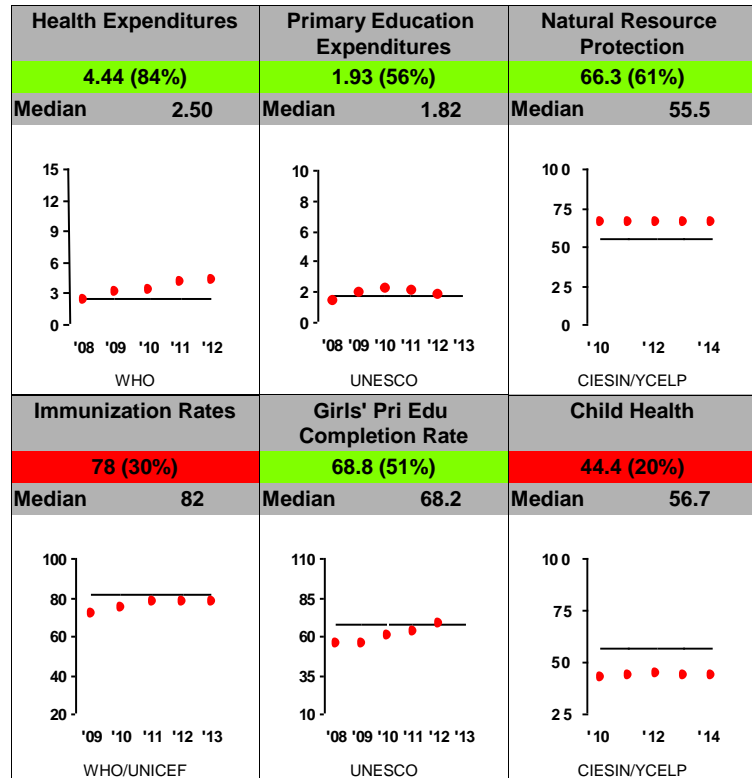 Health Expenditures
4.44 (84%)
Median 2.50
15
12
9
6
3
0
'08 '09 '10 '11 '12
WHO
Primary Education
Expenditures
1.93 (56%)
Median 1.82
10
8
6
4
2
0
'08 '09 '10 '11 '12 '13
UNESCO
Natural Resource
Protection
66.3 (61%)
Median 55.5
100
75
50
25
0
'10 '12 '14
CIESIN/YCELP
Immunization Rates
78 (30%)
Median 82
100
80
60
40
20
'09 '10 '11 '12 '13
WHO/UNICEF
Girls' Pri Edu
Completion Rate
68.8 (51%)
Median 68.2
110
85
60
35
10
'08 '09 '10 '11 '12 '13
UNESCO
Child Health
44.4 (20%)
Median 56.7
100
75
50
25
'10 '12 '14
CIESIN/YCELP